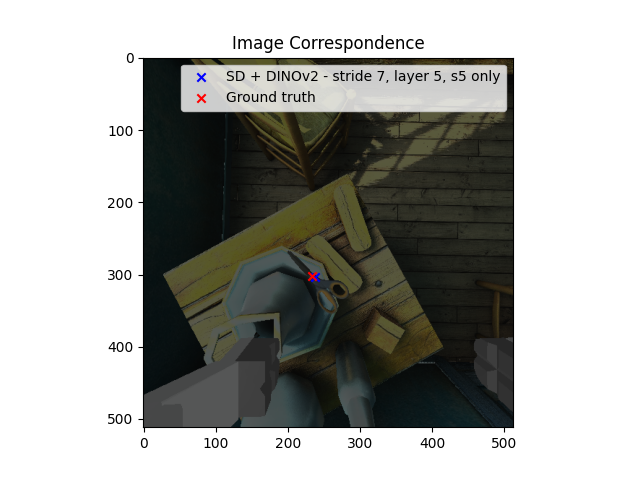 Image Correspondence
SD + DINOv2 - stride 7, layer 5, s5 only
Ground truth
0
100
200
300
400
500
0 100 200 300 400 500